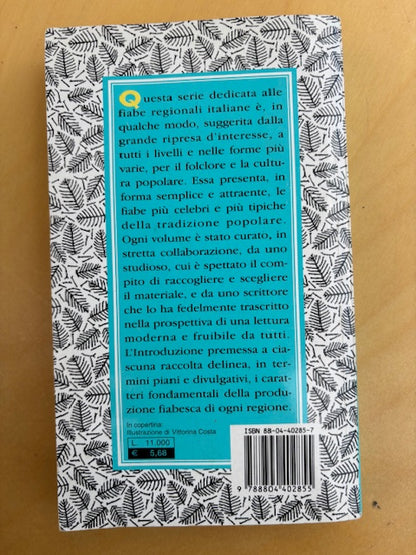 Questa serie dedicata alle
fiabe regionali italiane è, in
qualche modo, suggerita dalla
grande ripresa d'interesse, a
tutti i livelli e nelle forme più
varie, per il folclore e la cultu-
ra popolare. Essa presenta, in
forma semplice e attraente, le
fiabe più celebri e più tipiche
della tradizione popolare.
Ogni volume è stato curato, in
stretta collaborazione, da uno
studioso, cui è spettato il com-
pito di raccogliere e scegliere
il materiale, e da uno scrittore
che lo ha fedelmente trascritto
nella prospettiva di una lettura
moderna e fruibile da tutti.
L'Introduzione premessa a cia-
scuna raccolta delinea, in ter-
mini piani e divulgativi, i carat-
teri fondamentali della produ-
zione fiabesca di ogni regione.
In copertina:
Illustrazione di Vittorina Costa
L. 11.000
€ 5,68
ISBN 88-04-40285-7
9 788804 402855